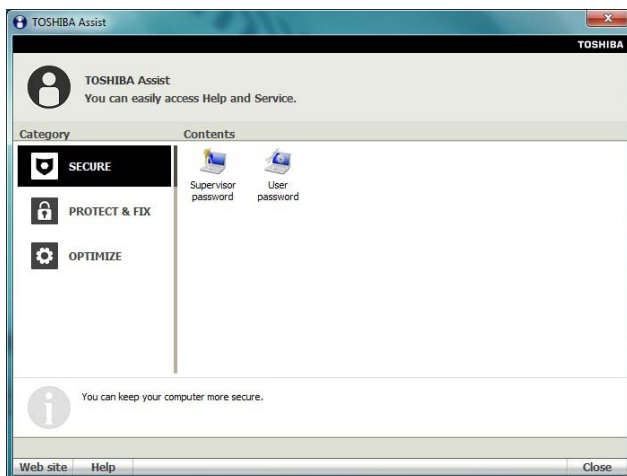 TOSHIBA Assist
TOSHIBA
TOSHIBA Assist
You can easily access Help and Service.
Category
Contents
SECURE
PROTECT & FIX
OPTIMIZE
Supervisor
password
User
password
You can keep your computer more secure.
Web site
Help
Close